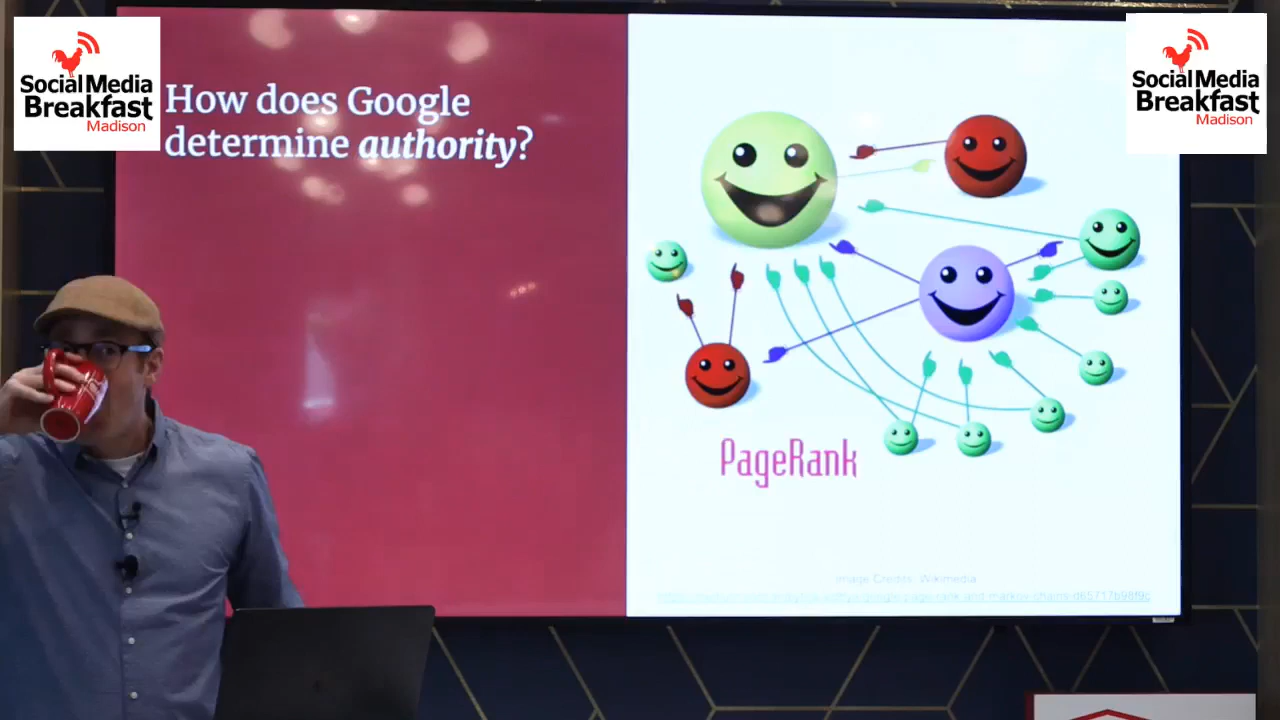 Social Media
Breakfast
Madison
How does Google
determine authority?
PageRank
Image Credits: Wikimedia
Social Media
Breakfast
Madison